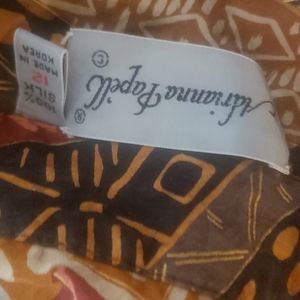 Adrianna Papell
®
©
100%
SILK
12
MADE IN
KOREA